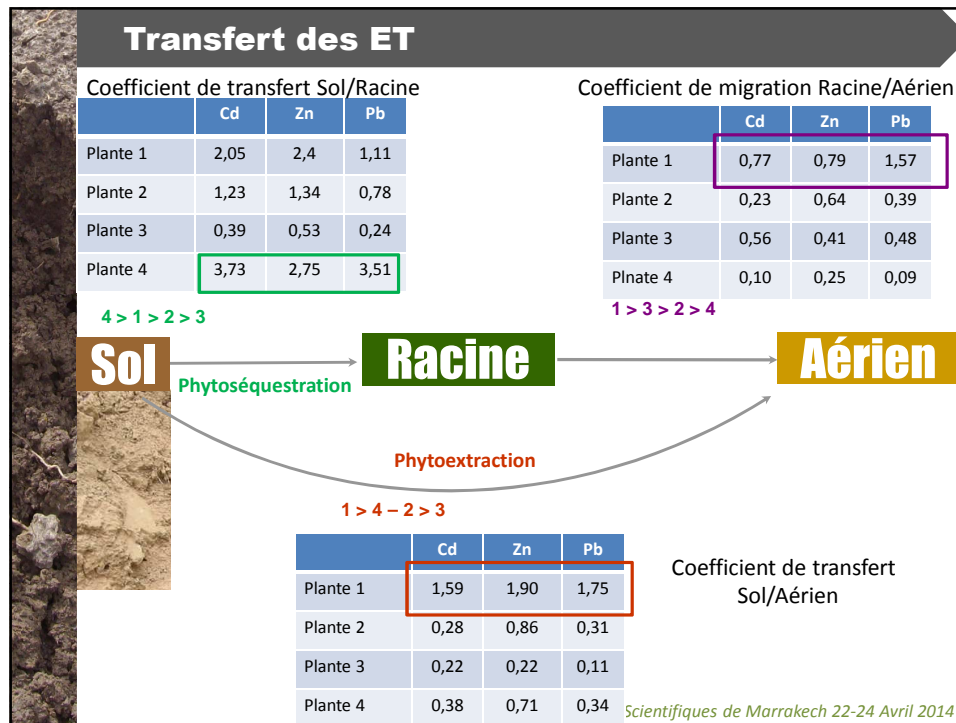 Transfert des ET
Coefficient de transfert Sol/Racine
Cd Zn Pb
Plante 1 2,05 2,4 1,11
Plante 2 1,23 1,34 0,78
Plante 3 0,39 0,53 0,24
Plante 4 3,73 2,75 3,51
4 > 1 > 2 > 3
Coefficient de migration Racine/Aérien
Cd Zn Pb
Plante 1 0,77 0,79 1,57
Plante 2 0,23 0,64 0,39
Plante 3 0,56 0,41 0,48
Plnate 4 0,10 0,25 0,09
1 > 3 > 2 > 4
Sol
Phytoséquestration
Racine
Aérien
Phytoextraction
1 > 4 – 2 > 3
Cd Zn Pb
Plante 1 1,59 1,90 1,75
Plante 2 0,28 0,86 0,31
Plante 3 0,22 0,22 0,11
Plante 4 0,38 0,71 0,34
Coefficient de transfert
Sol/Aérien
Scientifiques de Marrakech 22-24 Avril 2014